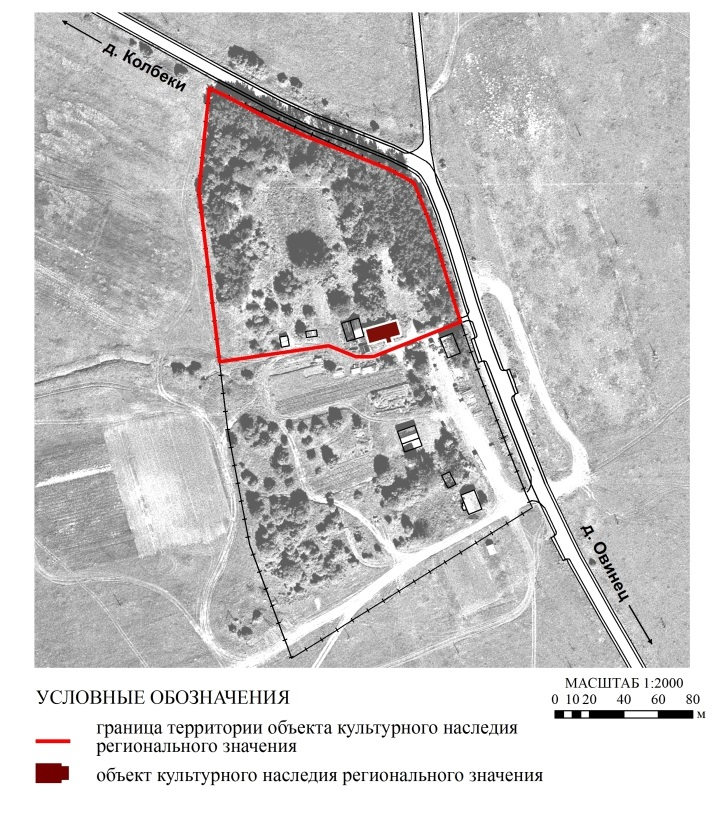 д. Колбеки
д. Овинец
УСЛОВНЫЕ ОБОЗНАЧЕНИЯ
МАСШТАБ 1:2000
0 10 20 40 60 80
м
граница территории объекта культурного наследия
регионального значения
объект культурного наследия регионального значения